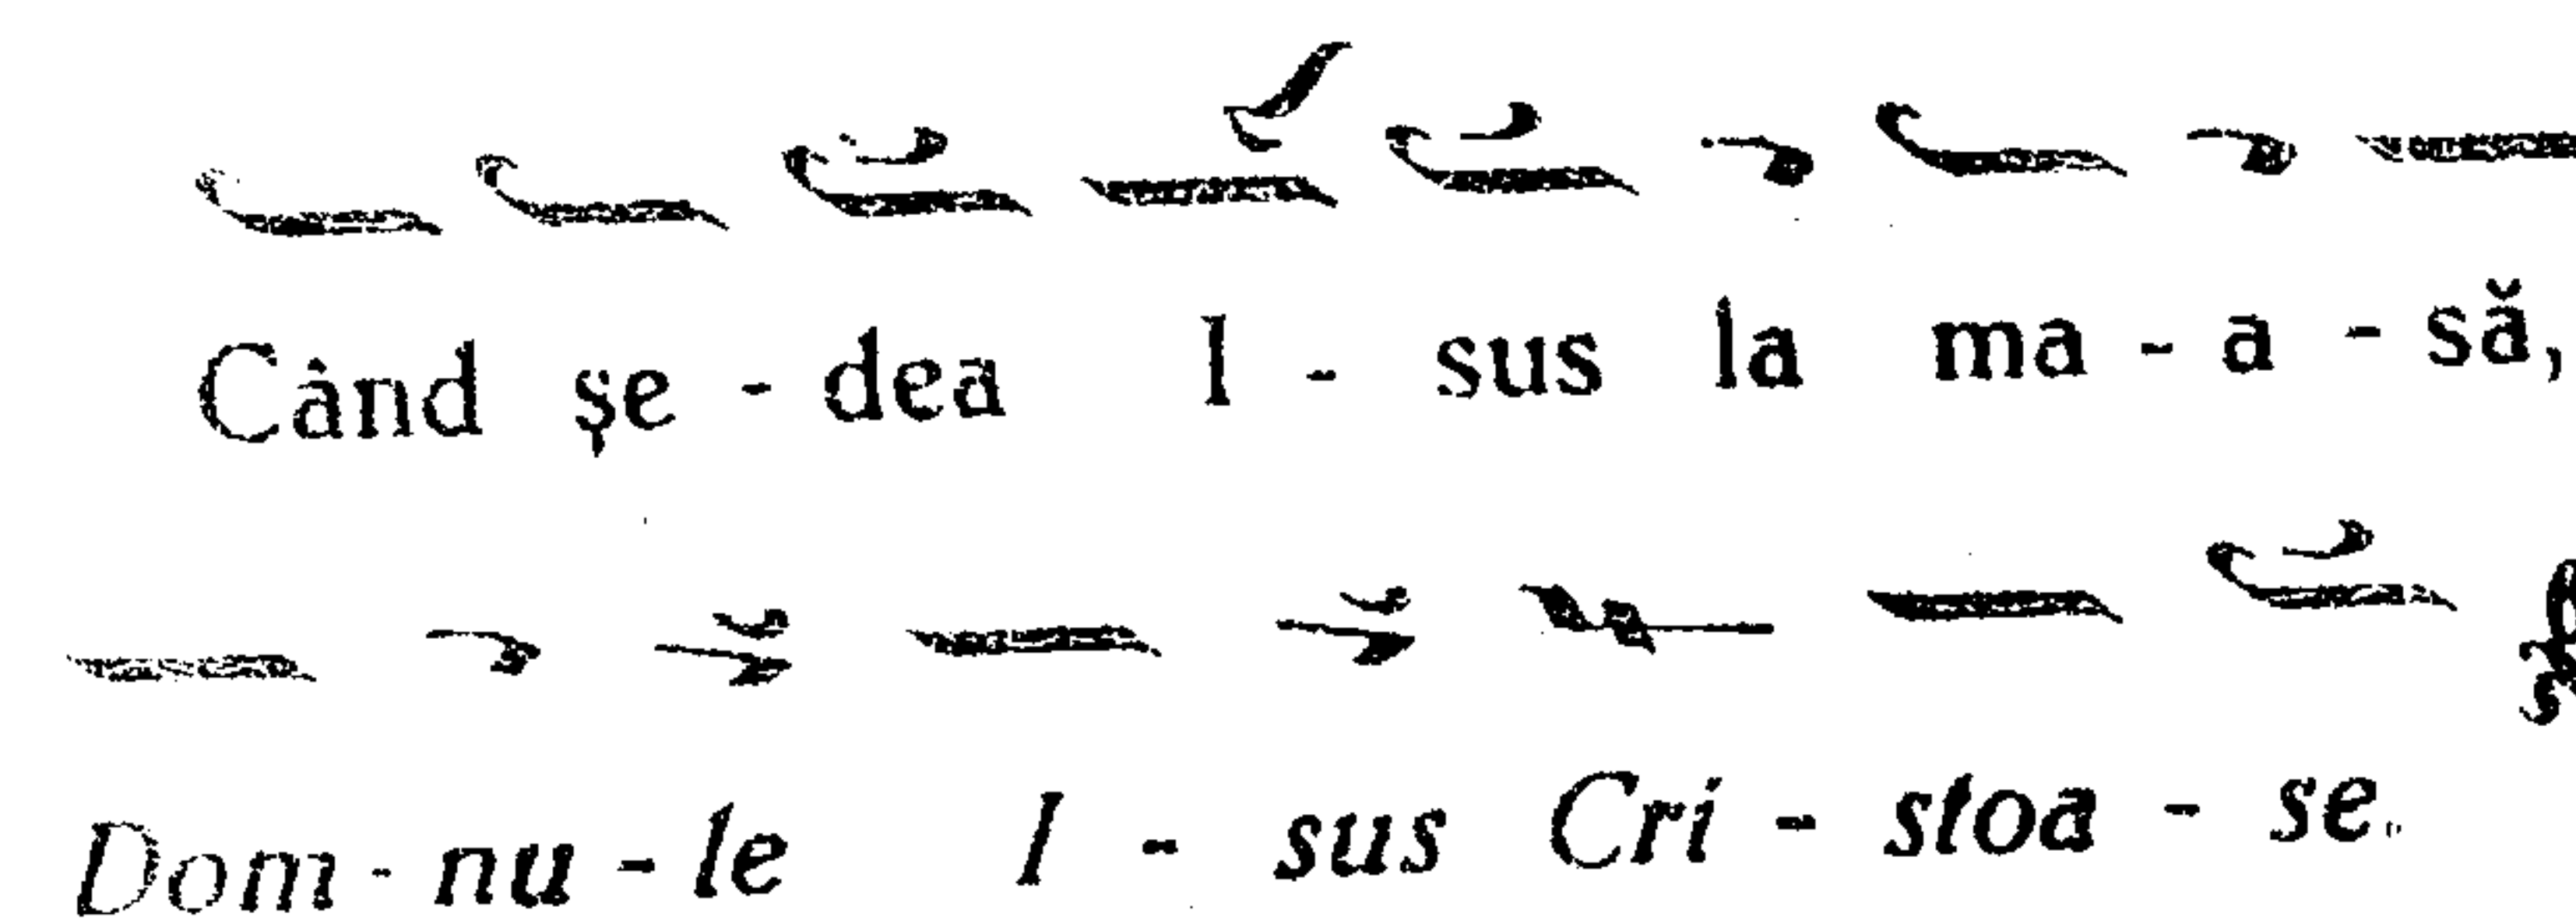 Când șe - dea I - sus la ma - a - să,
Dom - nu - le I - sus Cri - stoa - se.